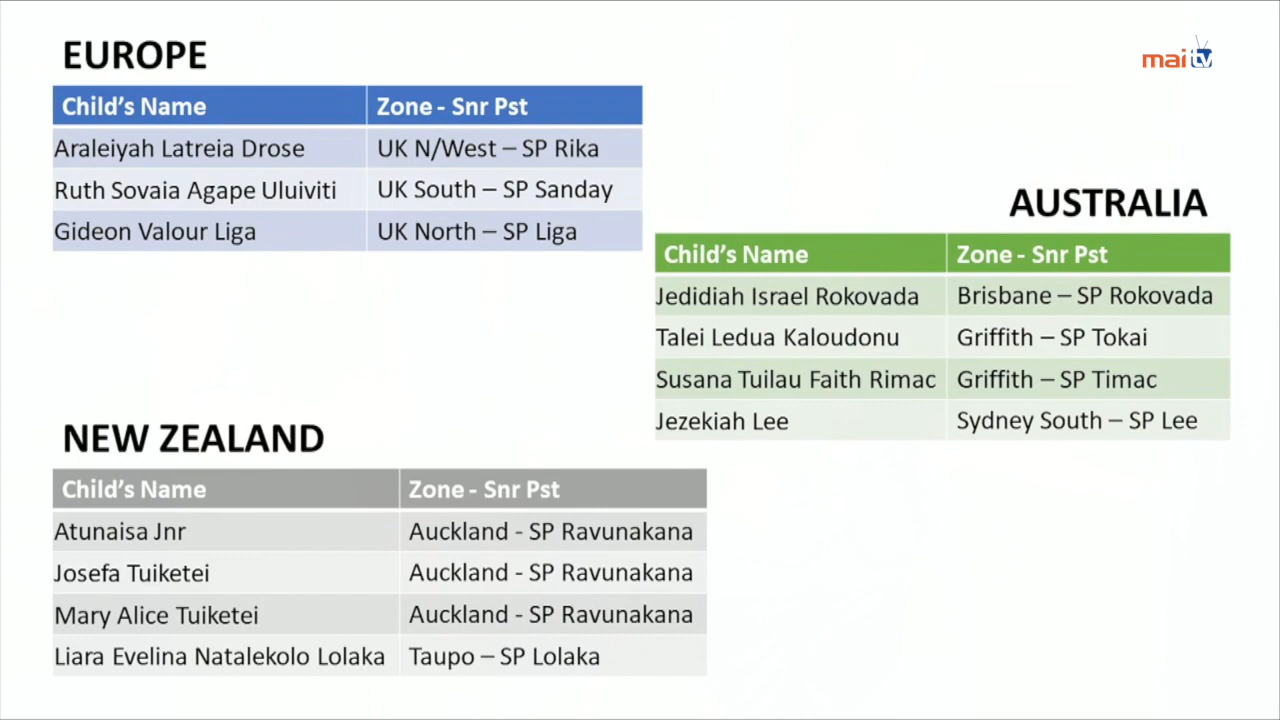 EUROPE
mai tv
Child's Name Zone - Snr Pst
Araleiyah Latreia Drose UK N/West – SP Rika
Ruth Sovaia Agape Uluiviti UK South – SP Sanday
Gideon Valour Liga UK North – SP Liga
AUSTRALIA
Child's Name Zone - Snr Pst
Jedidiah Israel Rokovada Brisbane – SP Rokovada
Talei Ledua Kaloudonu Griffith – SP Tokai
Susana Tuilau Faith Rimac Griffith – SP Timac
Jezekiah Lee Sydney South – SP Lee
NEW ZEALAND
Child's Name Zone - Snr Pst
Atunaisa Jnr Auckland - SP Ravunakana
Josefa Tuiketei Auckland - SP Ravunakana
Mary Alice Tuiketei Auckland - SP Ravunakana
Liara Evelina Natalekolo Lolaka Taupo – SP Lolaka